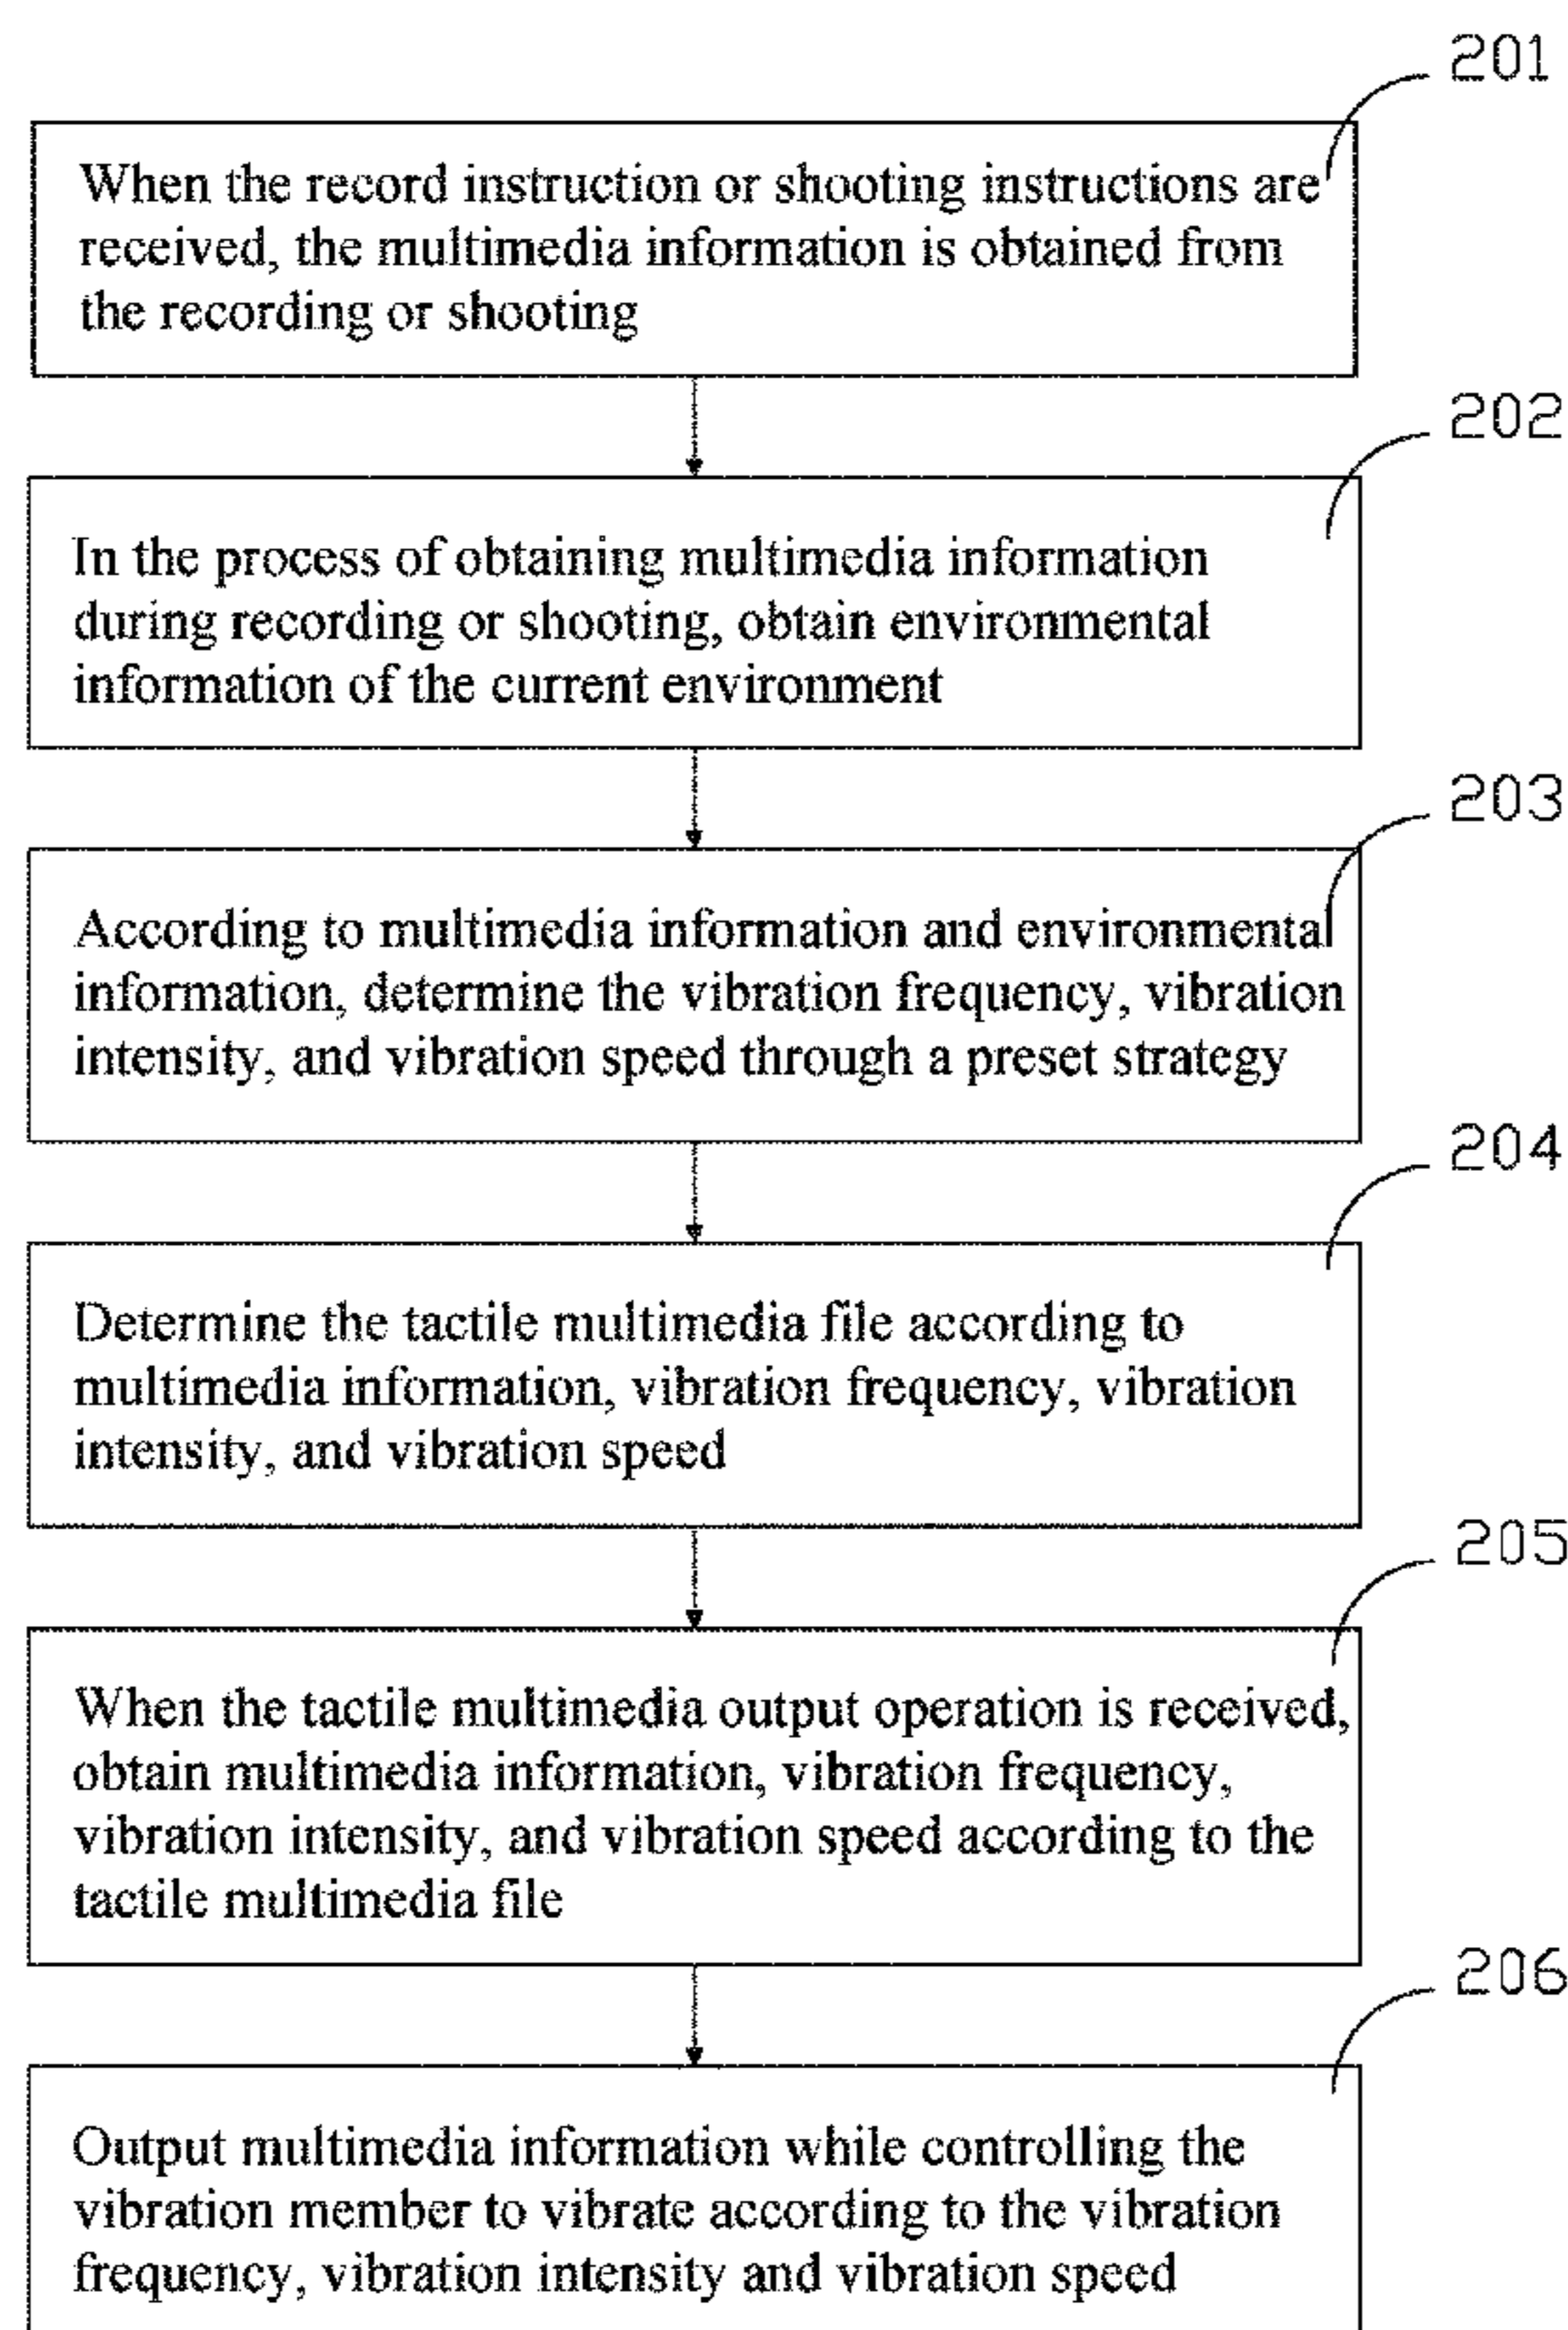 201
When the record instruction or shooting instructions are
received, the multimedia information is obtained from
the recording or shooting
202
In the process of obtaining multimedia information
during recording or shooting, obtain environmental
information of the current environment
203
According to multimedia information and environmental
information, determine the vibration frequency, vibration
intensity, and vibration speed through a preset strategy
204
Determine the tactile multimedia file according to
multimedia information, vibration frequency, vibration
intensity, and vibration speed
205
When the tactile multimedia output operation is received,
obtain multimedia information, vibration frequency,
vibration intensity, and vibration speed according to the
tactile multimedia file
206
Output multimedia information while controlling the
vibration member to vibrate according to the vibration
frequency, vibration intensity and vibration speed